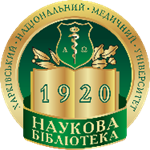 ХАРКІВСЬКИЙ НАЦІОНАЛЬНИЙ МЕДИЧНИЙ УНІВЕРСИТЕТ
А Ω
1920
НАУКОВА
БІБЛІОТЕКА